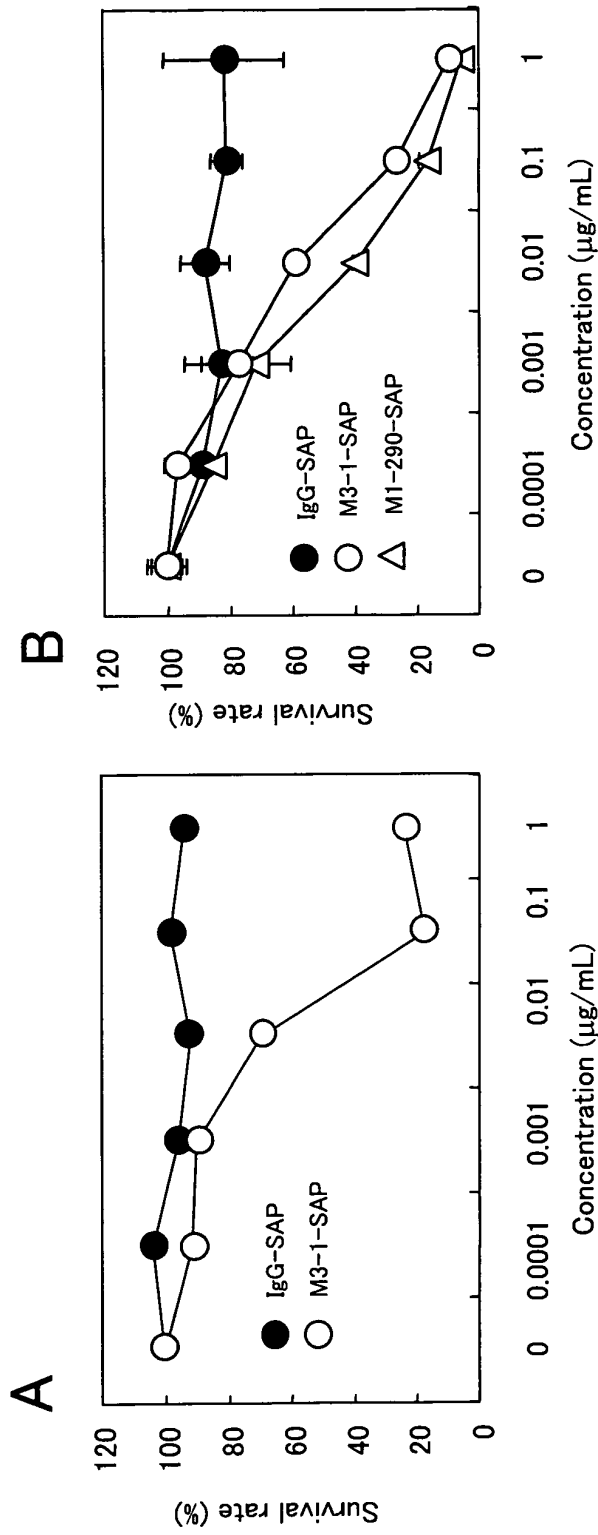 A
Survival rate (%)
120
100
80
60
40
20
0
IgG-SAP
M3-1-SAP
0
0.0001
0.001
0.01
0.1
1
Concentration (μg/mL)
B
Survival rate (%)
120
100
80
60
40
20
0
IgG-SAP
M3-1-SAP
M1-290-SAP
0
0.0001
0.001
0.01
0.1
1
Concentration (μg/mL)